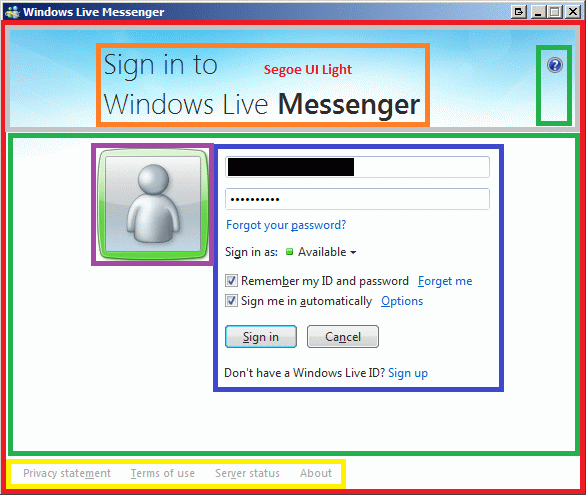 Windows Live Messenger
Sign in to
Segoe UI Light
Windows Live Messenger
?
••••••••••
Forgot your password?
Sign in as: Available
Remember my ID and password Forget me
Sign me in automatically Options
Sign in Cancel
Don't have a Windows Live ID? Sign up
Privacy statement Terms of use Server status About